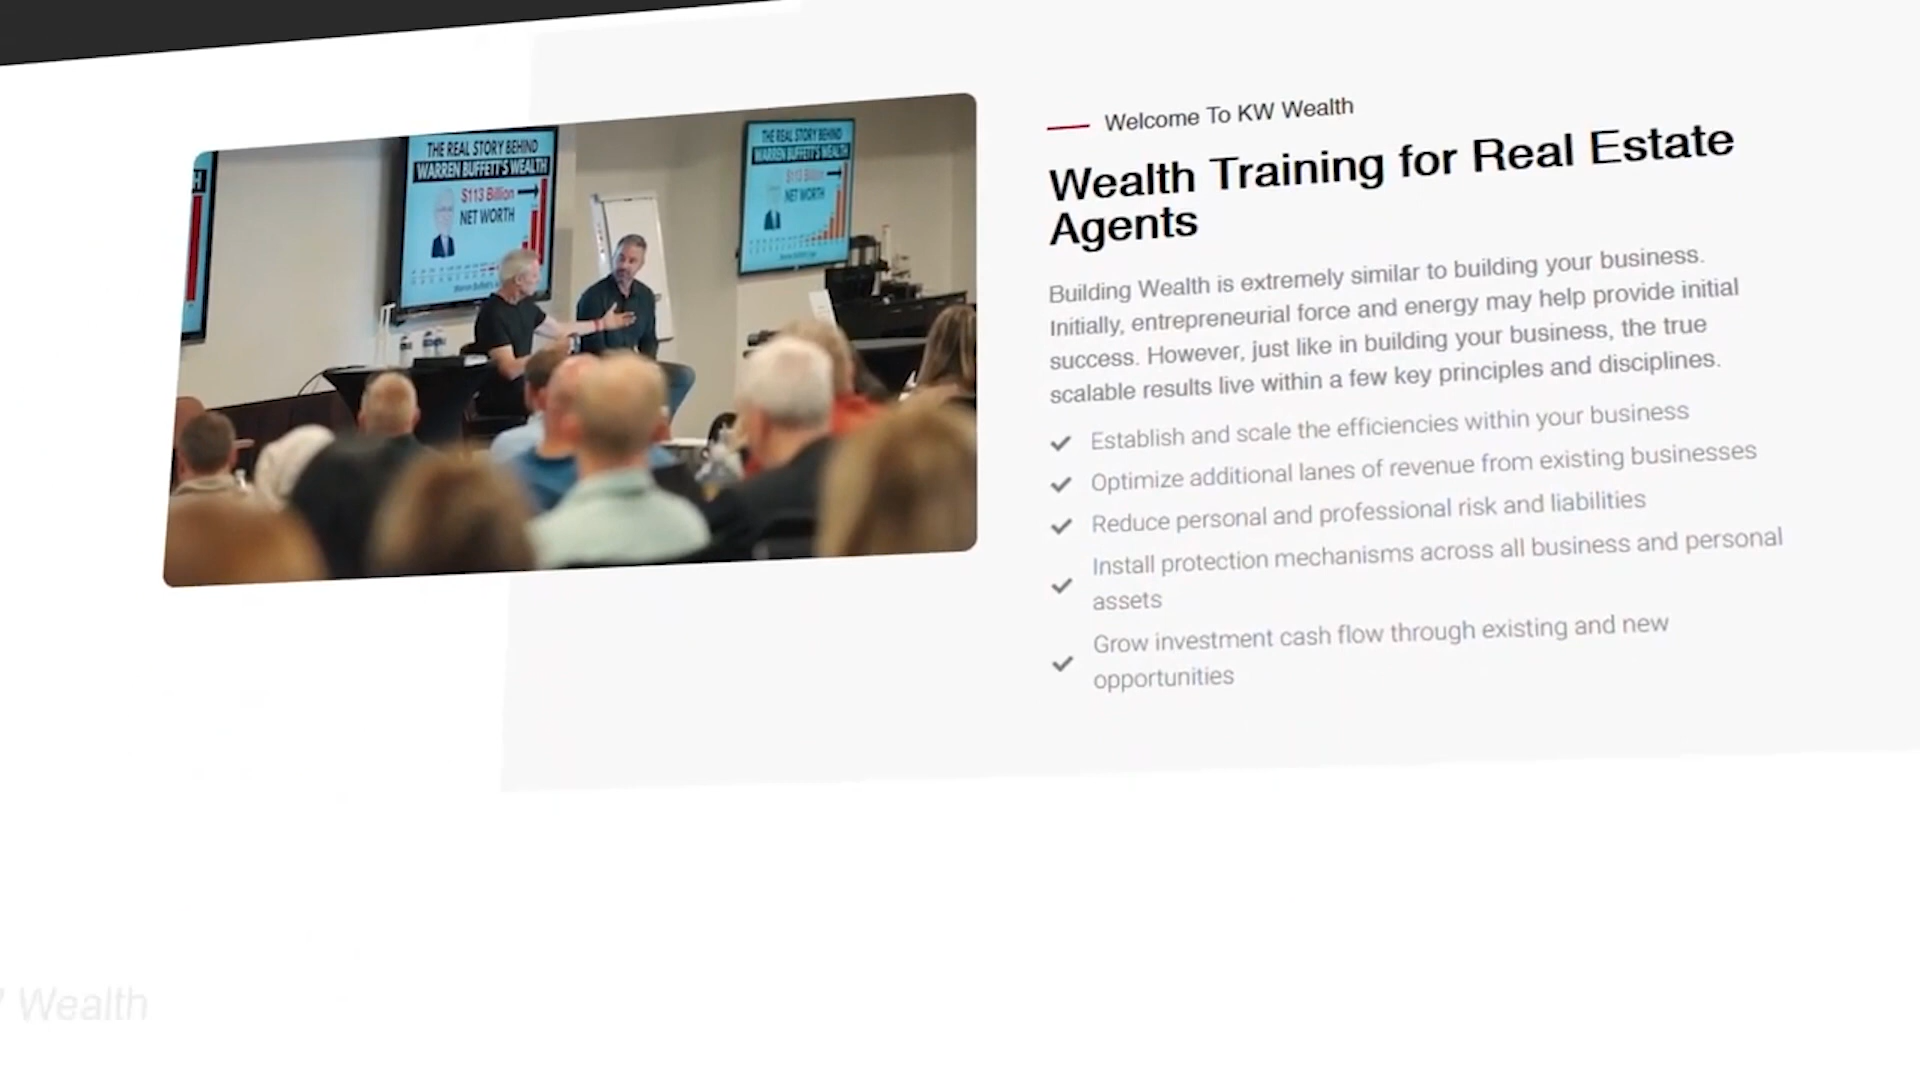 THE REAL STORY BEHIND
WARREN BUFFETT'S WEALTH
$113 Billion
NET WORTH
THE REAL STORY BEHIND
WARREN BUFFETT'S WEALTH
$113 Billion
NET WORTH
H
Welcome To KW Wealth
Wealth Training for Real Estate
Agents
Building Wealth is extremely similar to building your business.
Initially, entrepreneurial force and energy may help provide initial
success. However, just like in building your business, the true
scalable results live within a few key principles and disciplines.
Establish and scale the efficiencies within your business
Optimize additional lanes of revenue from existing businesses
Reduce personal and professional risk and liabilities
Install protection mechanisms across all business and personal
assets
Grow investment cash flow through existing and new
opportunities
Wealth